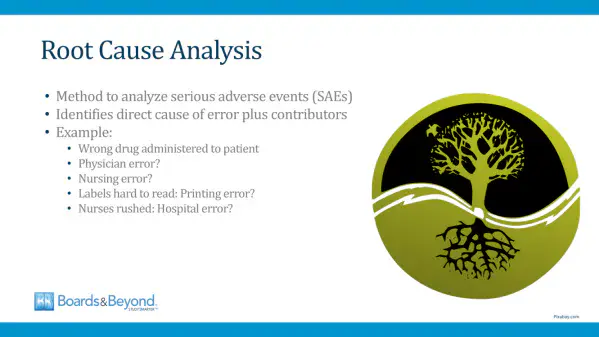 Root Cause Analysis
• Method to analyze serious adverse events (SAEs)
• Identifies direct cause of error plus contributors
• Example:
• Wrong drug administered to patient
• Physician error?
• Nursing error?
• Labels hard to read: Printing error?
• Nurses rushed: Hospital error?
Boards&Beyond.
Pixabay.com